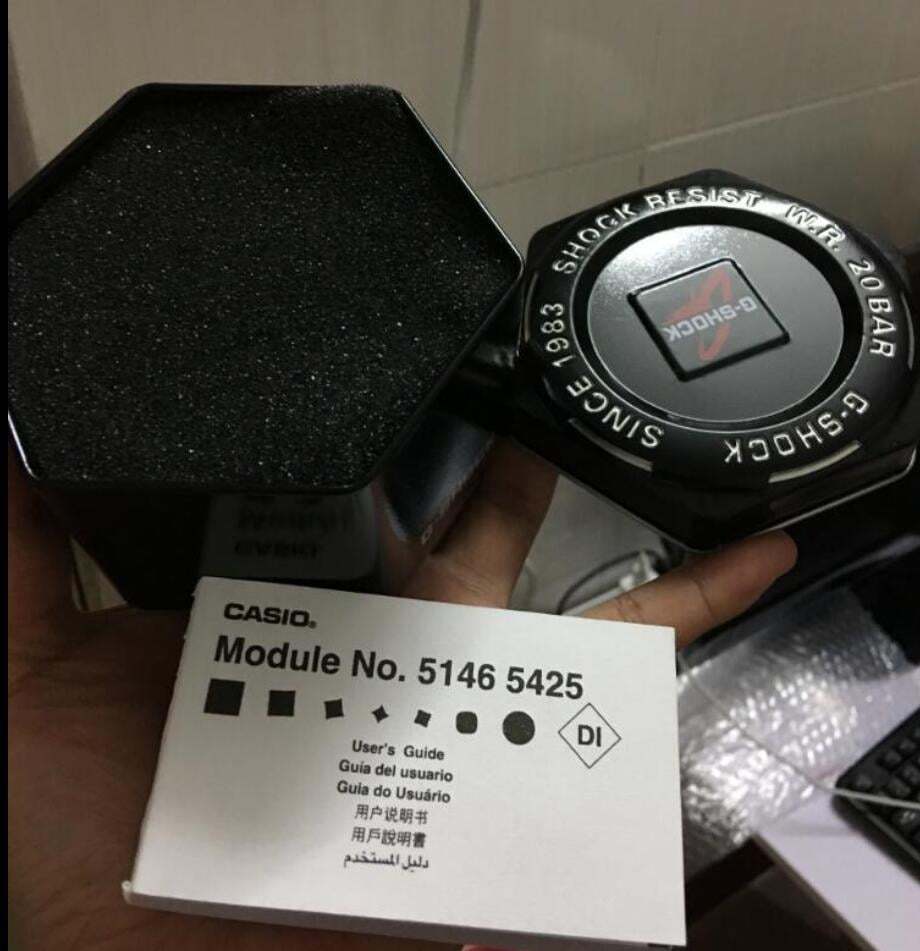 SHOCK RESIST W.R. 20BAR
G-SHOCK
SINCE 1983
G-SHOCK
CASIO®
Module No. 5146 5425
DI
User's Guide
Guía del usuario
Guia do Usuário
用户说明书
用戶說明書
دليل المستخدم